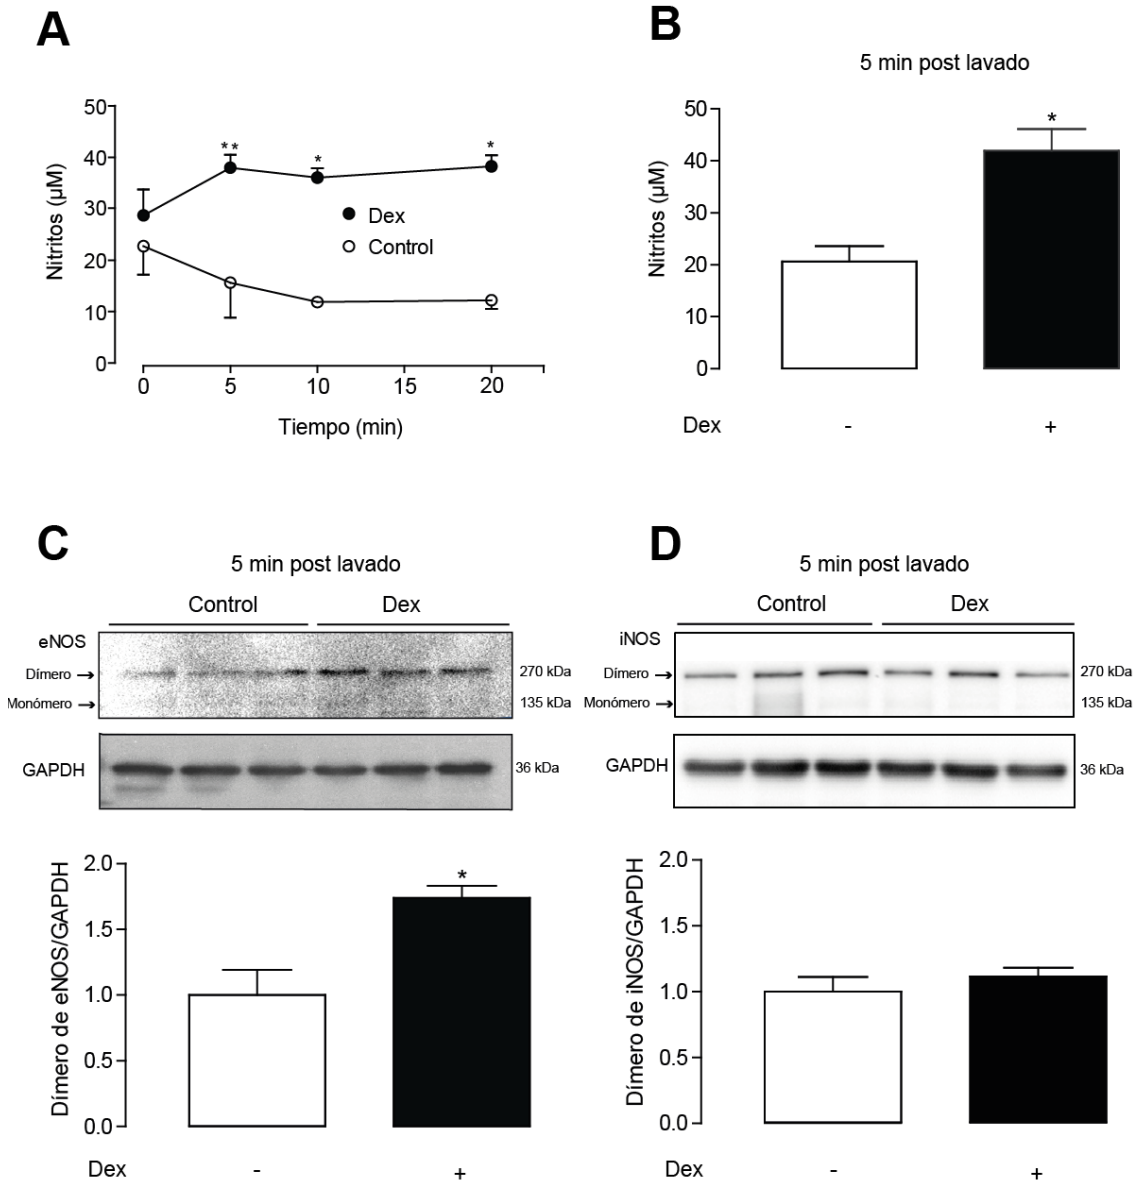 A
50
40
30
20
10
0
Nitritos (µM)
** * *
Dex
Control
0 5 10 15 20
Tiempo (min)
B
5 min post lavado
50
40
30
20
10
0
Nitritos (µM)
*
Dex - +
C
5 min post lavado
Control Dex
eNOS
Dímero → 270 kDa
Monómero → 135 kDa
GAPDH 36 kDa
2.0
1.5
1.0
0.5
0.0
Dímero de eNOS/GAPDH
*
Dex - +
D
5 min post lavado
Control Dex
iNOS
Dímero → 270 kDa
Monómero → 135 kDa
GAPDH 36 kDa
2.0
1.5
1.0
0.5
0.0
Dímero de iNOS/GAPDH
Dex - +